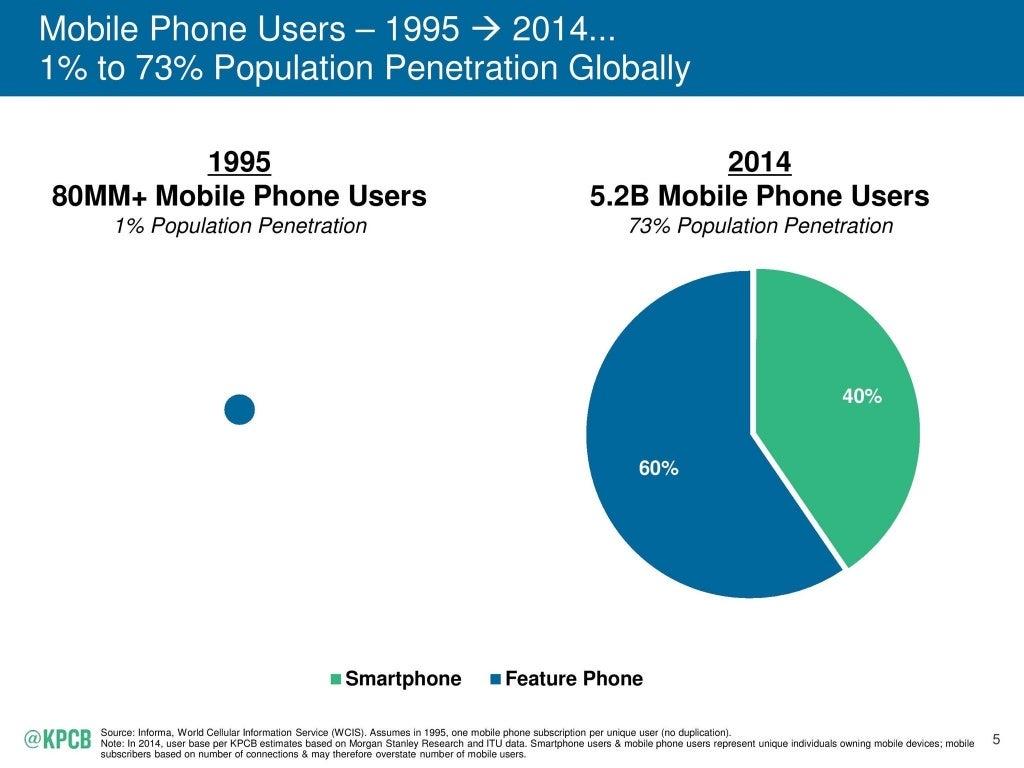 Mobile Phone Users – 1995 → 2014...
1% to 73% Population Penetration Globally
1995
80MM+ Mobile Phone Users
1% Population Penetration
2014
5.2B Mobile Phone Users
73% Population Penetration
40%
60%
Smartphone Feature Phone
@KPCB
Source: Informa, World Cellular Information Service (WCIS). Assumes in 1995, one mobile phone subscription per unique user (no duplication).
Note: In 2014, user base per KPCB estimates based on Morgan Stanley Research and ITU data. Smartphone users & mobile phone users represent unique individuals owning mobile devices; mobile
subscribers based on number of connections & may therefore overstate number of mobile users.
5